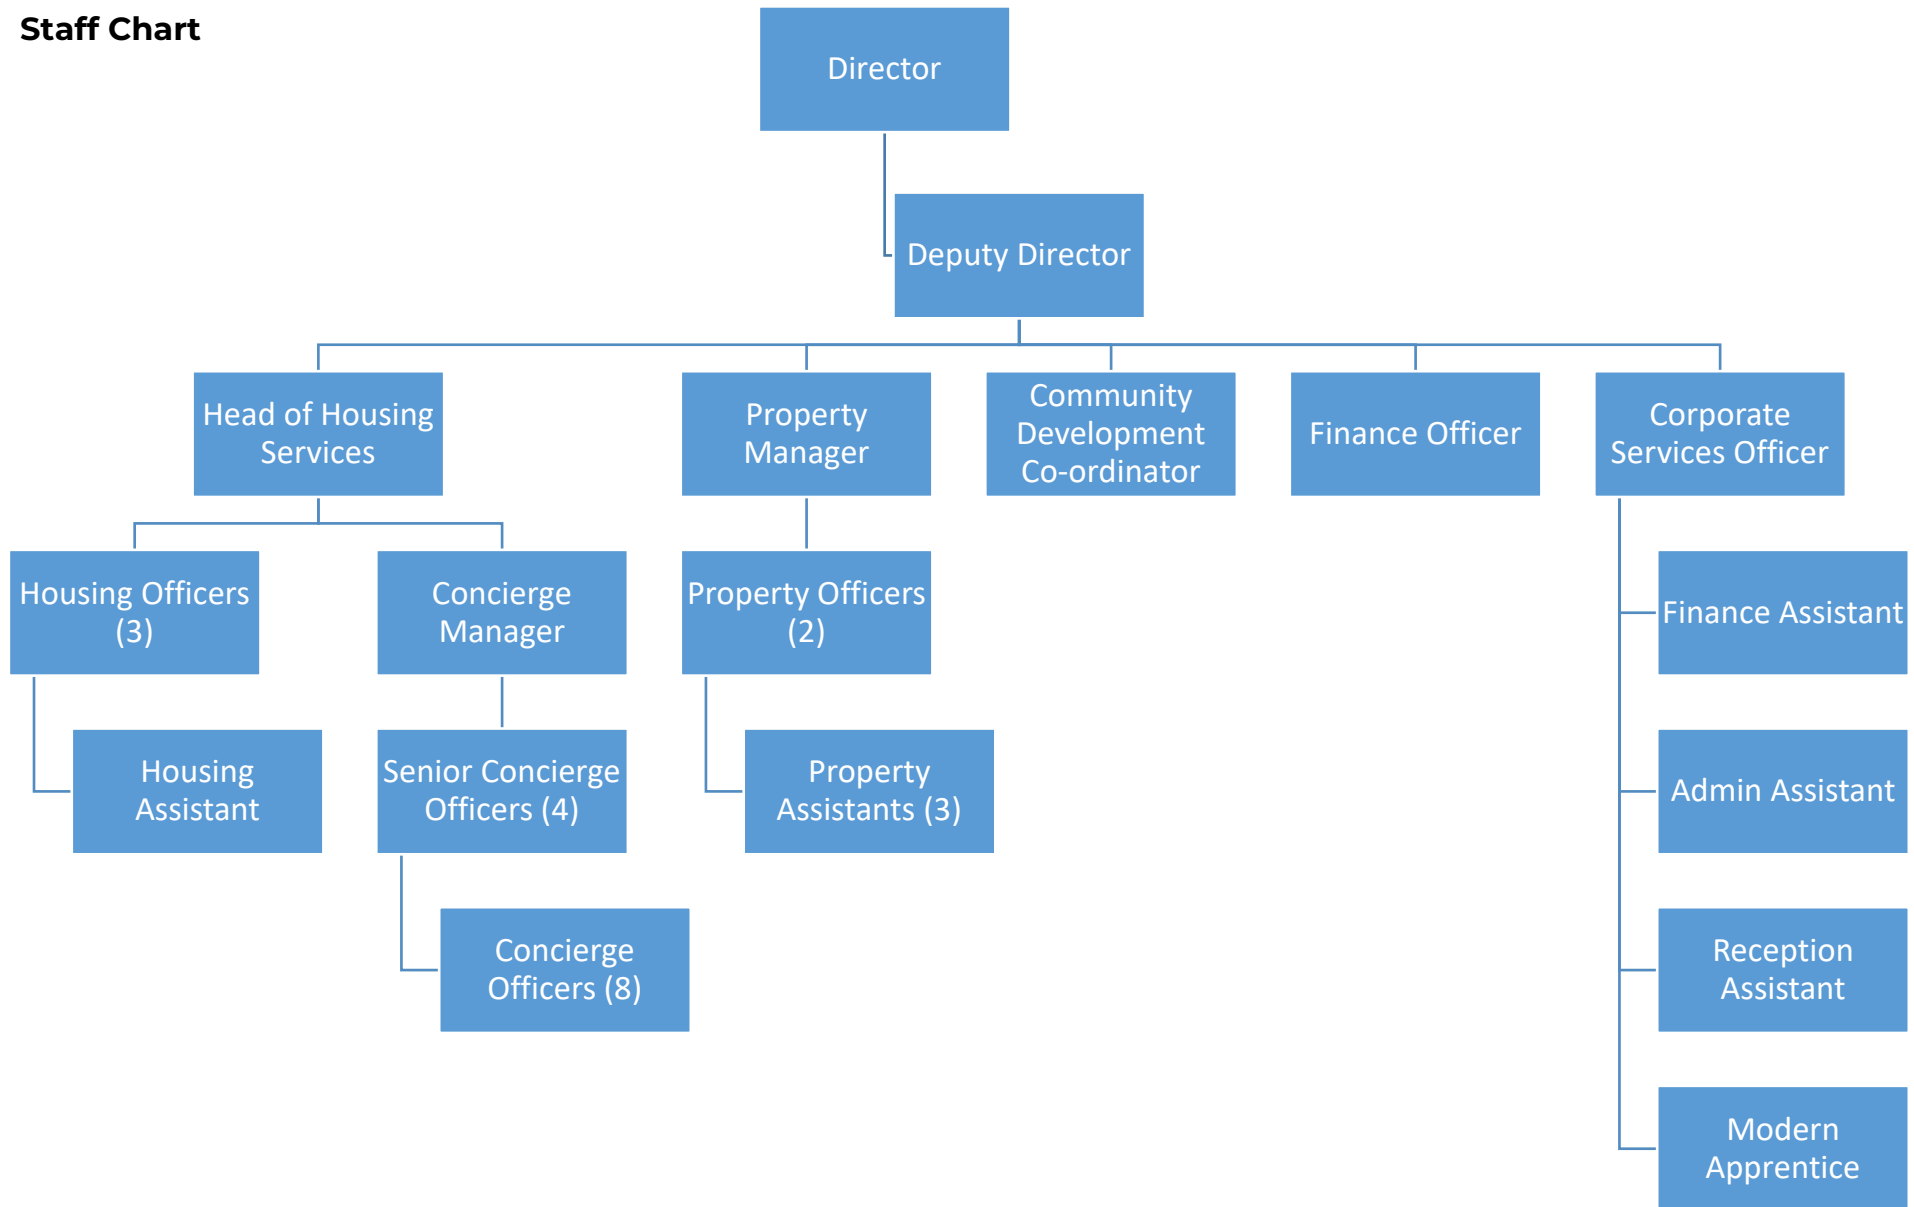 Staff Chart
Director
Deputy Director
Head of Housing
Services
Property
Manager
Community
Development
Co-ordinator
Finance Officer
Corporate
Services Officer
Housing Officers
(3)
Concierge
Manager
Property Officers
(2)
Finance Assistant
Housing
Assistant
Senior Concierge
Officers (4)
Property
Assistants (3)
Admin Assistant
Concierge
Officers (8)
Reception
Assistant
Modern
Apprentice